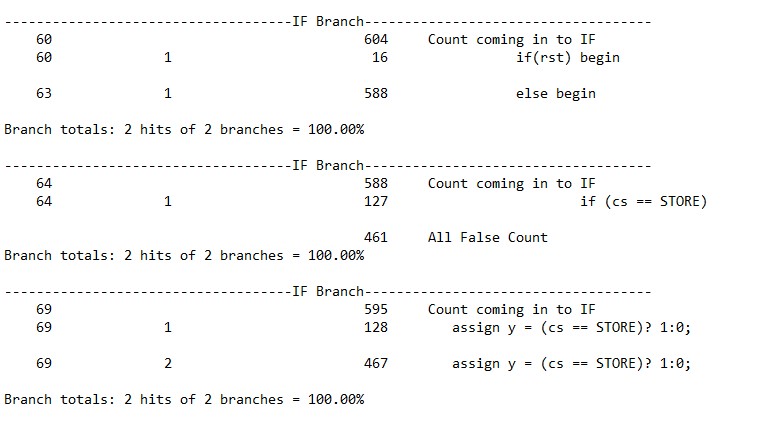 ------------------------------------IF Branch------------------------------------
60 604 Count coming in to IF
60 1 16 if(rst) begin
63 1 588 else begin
Branch totals: 2 hits of 2 branches = 100.00%
------------------------------------IF Branch------------------------------------
64 588 Count coming in to IF
64 1 127 if (cs == STORE)
461 All False Count
Branch totals: 2 hits of 2 branches = 100.00%
------------------------------------IF Branch------------------------------------
69 595 Count coming in to IF
69 1 128 assign y = (cs == STORE)? 1:0;
69 2 467 assign y = (cs == STORE)? 1:0;
Branch totals: 2 hits of 2 branches = 100.00%